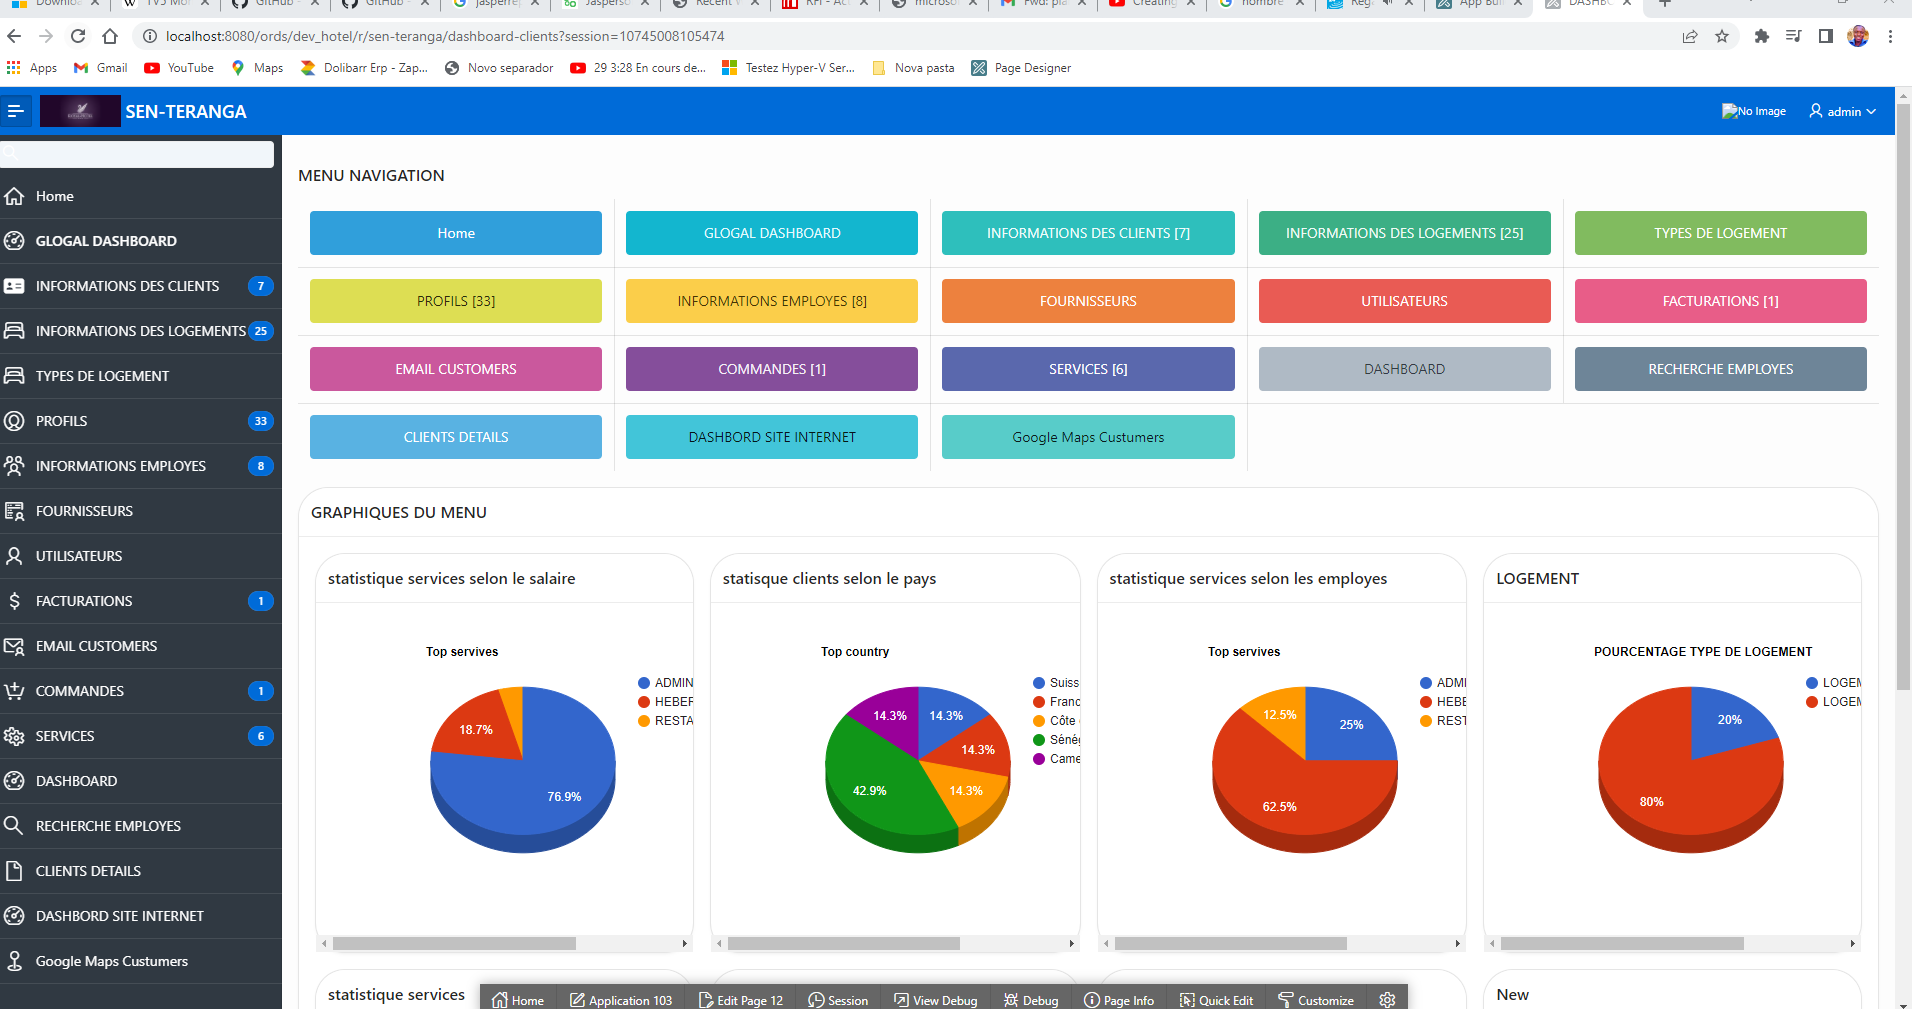 Downloa
TV5 Mon
GitHub -
GitHub -
jasperrep
Jasperso
Recent
RFI - Ac
microso
Fwd: pla
Creating
nombre
Rega
App Bui
DASHBO
localhost:8080/ords/dev_hotel/r/sen-teranga/dashboard-clients?session=10745008105474
Apps
Gmail
YouTube
Maps
Dolibarr Erp - Zap...
Novo separador
29 3:28 En cours de...
Testez Hyper-V Ser...
Nova pasta
Page Designer
SEN-TERANGA
No Image
admin
Home
GLOGAL DASHBOARD
INFORMATIONS DES CLIENTS 7
INFORMATIONS DES LOGEMENTS 25
TYPES DE LOGEMENT
PROFILS 33
INFORMATIONS EMPLOYES 8
FOURNISSEURS
UTILISATEURS
FACTURATIONS 1
EMAIL CUSTOMERS
COMMANDES 1
SERVICES 6
DASHBOARD
RECHERCHE EMPLOYES
CLIENTS DETAILS
DASHBORD SITE INTERNET
Google Maps Custumers
MENU NAVIGATION
Home
GLOGAL DASHBOARD
INFORMATIONS DES CLIENTS [7]
INFORMATIONS DES LOGEMENTS [25]
TYPES DE LOGEMENT
PROFILS [33]
INFORMATIONS EMPLOYES [8]
FOURNISSEURS
UTILISATEURS
FACTURATIONS [1]
EMAIL CUSTOMERS
COMMANDES [1]
SERVICES [6]
DASHBOARD
RECHERCHE EMPLOYES
CLIENTS DETAILS
DASHBORD SITE INTERNET
Google Maps Custumers
GRAPHIQUES DU MENU
statistique services selon le salaire
Top servives
ADMIN
HEBER
RESTA
18.7%
76.9%
statisque clients selon le pays
Top country
Suiss
Franc
Côte
Sénég
Came
14.3%
14.3%
14.3%
14.3%
42.9%
statistique services selon les employes
Top servives
ADMI
HEBE
REST
12.5%
25%
62.5%
LOGEMENT
POURCENTAGE TYPE DE LOGEMENT
LOGEM
LOGEM
20%
80%
statistique services
New
Home
Application 103
Edit Page 12
Session
View Debug
Debug
Page Info
Quick Edit
Customize